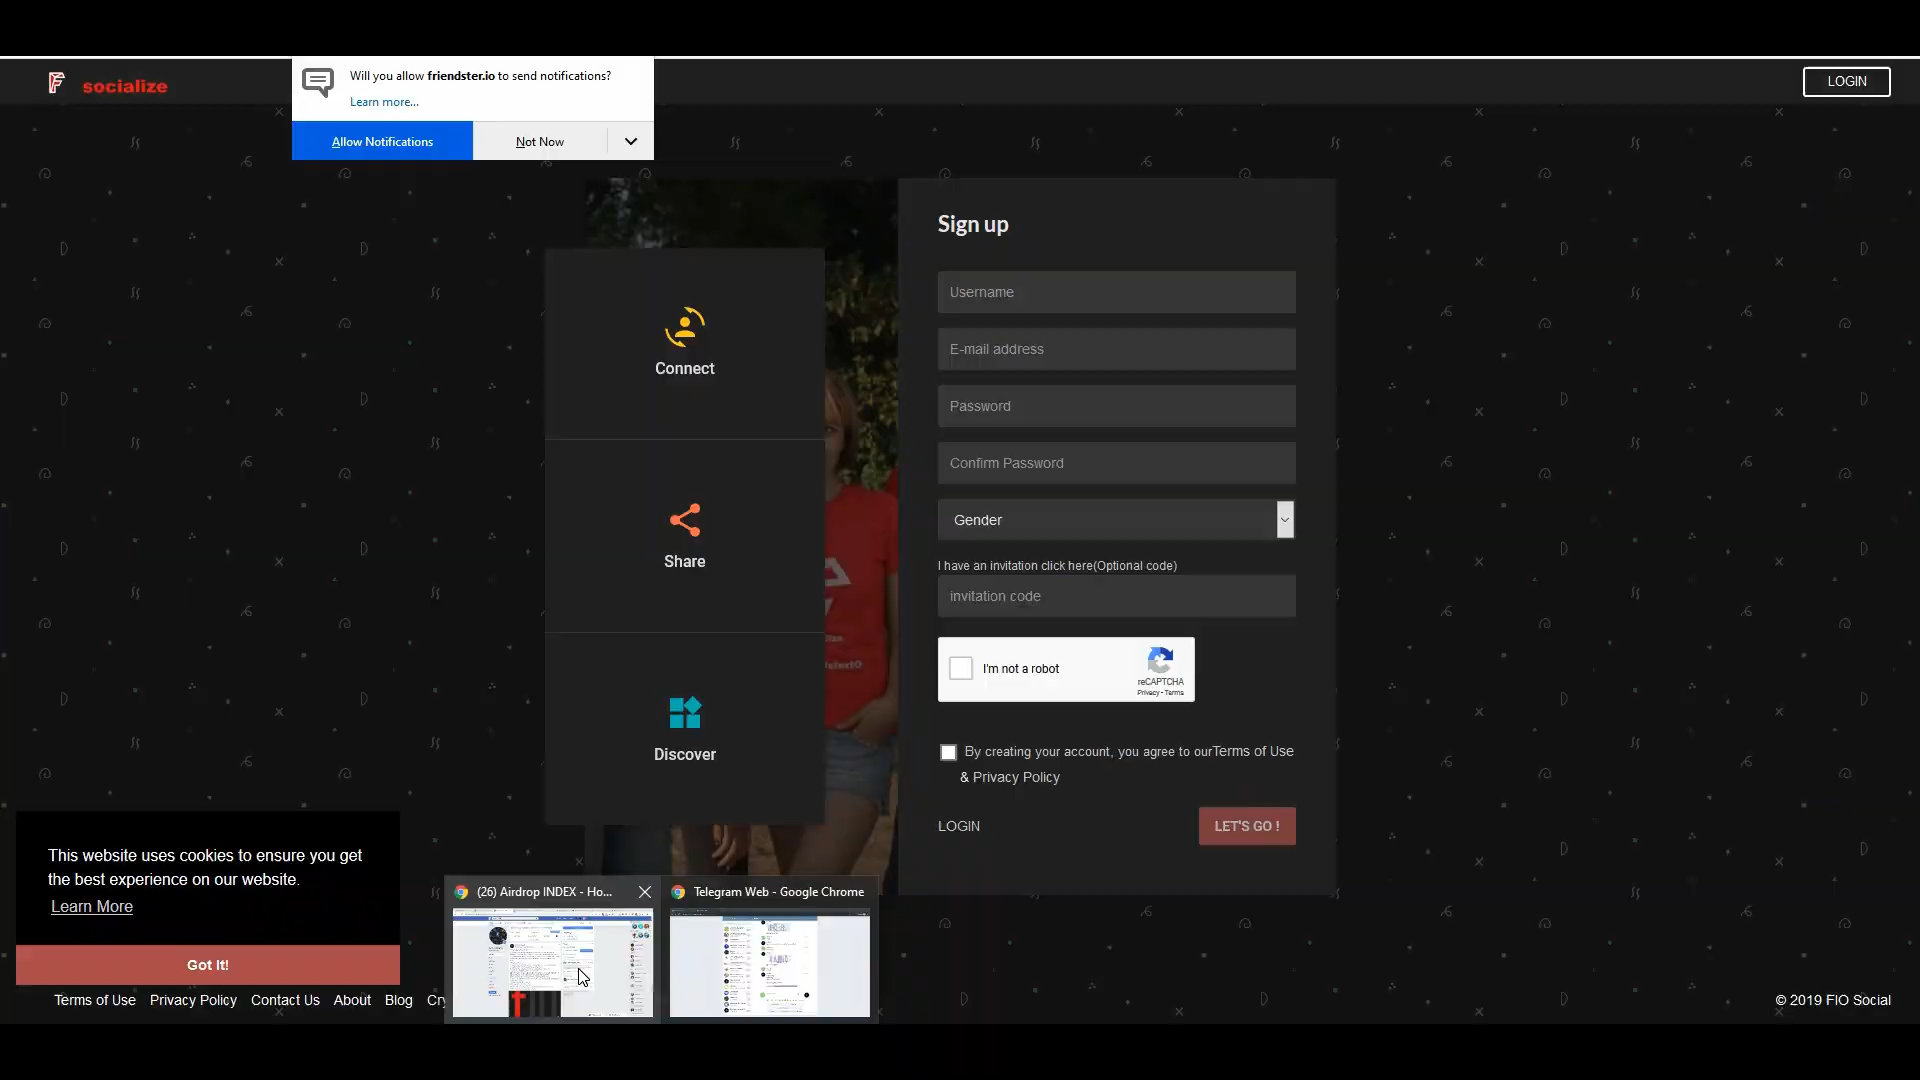 F socialize
Will you allow friendster.io to send notifications?
Learn more...
Allow Notifications
Not Now
LOGIN
Connect
Share
Discover
Sign up
Username
E-mail address
Password
Confirm Password
Gender
I have an invitation click here(Optional code)
invitation code
I'm not a robot
reCAPTCHA
Privacy - Terms
By creating your account, you agree to ourTerms of Use
& Privacy Policy
LOGIN
LET'S GO !
This website uses cookies to ensure you get
the best experience on our website.
Learn More
Got It!
(26) Airdrop INDEX - Ho...
Telegram Web - Google Chrome
Terms of Use Privacy Policy Contact Us About Blog Cry
© 2019 FIO Social